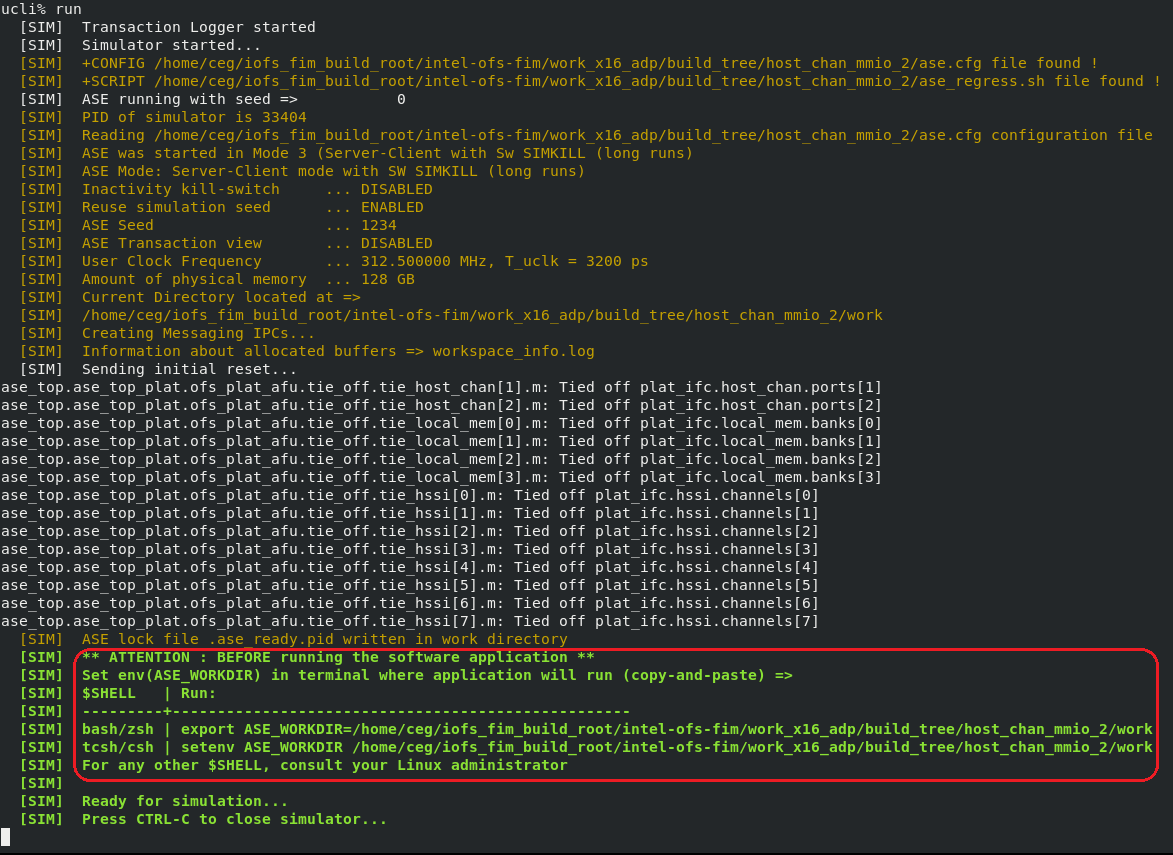 ucli% run
  [SIM]  Transaction Logger started
  [SIM]  Simulator started...
  [SIM]  +CONFIG /home/ceg/iofs_fim_build_root/intel-ofs-fim/work_x16_adp/build_tree/host_chan_mmio_2/ase.cfg file found !
  [SIM]  +SCRIPT /home/ceg/iofs_fim_build_root/intel-ofs-fim/work_x16_adp/build_tree/host_chan_mmio_2/ase_regress.sh file found !
  [SIM]  ASE running with seed =>           0
  [SIM]  PID of simulator is 33404
  [SIM]  Reading /home/ceg/iofs_fim_build_root/intel-ofs-fim/work_x16_adp/build_tree/host_chan_mmio_2/ase.cfg configuration file
  [SIM]  ASE was started in Mode 3 (Server-Client with Sw SIMKILL (long runs)
  [SIM]  ASE Mode: Server-Client mode with SW SIMKILL (long runs)
  [SIM]  Inactivity kill-switch     ... DISABLED
  [SIM]  Reuse simulation seed      ... ENABLED
  [SIM]  ASE Seed                   ... 1234
  [SIM]  ASE Transaction view       ... DISABLED
  [SIM]  User Clock Frequency       ... 312.500000 MHz, T_uclk = 3200 ps
  [SIM]  Amount of physical memory  ... 128 GB
  [SIM]  Current Directory located at =>
  [SIM]  /home/ceg/iofs_fim_build_root/intel-ofs-fim/work_x16_adp/build_tree/host_chan_mmio_2/work
  [SIM]  Creating Messaging IPCs...
  [SIM]  Information about allocated buffers => workspace_info.log
  [SIM]  Sending initial reset...
ase_top.ase_top_plat.ofs_plat_afu.tie_off.tie_host_chan[1].m: Tied off plat_ifc.host_chan.ports[1]
ase_top.ase_top_plat.ofs_plat_afu.tie_off.tie_host_chan[2].m: Tied off plat_ifc.host_chan.ports[2]
ase_top.ase_top_plat.ofs_plat_afu.tie_off.tie_local_mem[0].m: Tied off plat_ifc.local_mem.banks[0]
ase_top.ase_top_plat.ofs_plat_afu.tie_off.tie_local_mem[1].m: Tied off plat_ifc.local_mem.banks[1]
ase_top.ase_top_plat.ofs_plat_afu.tie_off.tie_local_mem[2].m: Tied off plat_ifc.local_mem.banks[2]
ase_top.ase_top_plat.ofs_plat_afu.tie_off.tie_local_mem[3].m: Tied off plat_ifc.local_mem.banks[3]
ase_top.ase_top_plat.ofs_plat_afu.tie_off.tie_hssi[0].m: Tied off plat_ifc.hssi.channels[0]
ase_top.ase_top_plat.ofs_plat_afu.tie_off.tie_hssi[1].m: Tied off plat_ifc.hssi.channels[1]
ase_top.ase_top_plat.ofs_plat_afu.tie_off.tie_hssi[2].m: Tied off plat_ifc.hssi.channels[2]
ase_top.ase_top_plat.ofs_plat_afu.tie_off.tie_hssi[3].m: Tied off plat_ifc.hssi.channels[3]
ase_top.ase_top_plat.ofs_plat_afu.tie_off.tie_hssi[4].m: Tied off plat_ifc.hssi.channels[4]
ase_top.ase_top_plat.ofs_plat_afu.tie_off.tie_hssi[5].m: Tied off plat_ifc.hssi.channels[5]
ase_top.ase_top_plat.ofs_plat_afu.tie_off.tie_hssi[6].m: Tied off plat_ifc.hssi.channels[6]
ase_top.ase_top_plat.ofs_plat_afu.tie_off.tie_hssi[7].m: Tied off plat_ifc.hssi.channels[7]
  [SIM]  ASE lock file .ase_ready.pid written in work directory
  [SIM]  ** ATTENTION : BEFORE running the software application **
  [SIM]  Set env(ASE_WORKDIR) in terminal where application will run (copy-and-paste) =>
  [SIM]  $SHELL   | Run:
  [SIM]  ---------+---------------------------------------------------
  [SIM]  bash/zsh | export ASE_WORKDIR=/home/ceg/iofs_fim_build_root/intel-ofs-fim/work_x16_adp/build_tree/host_chan_mmio_2/work
  [SIM]  tcsh/csh | setenv ASE_WORKDIR /home/ceg/iofs_fim_build_root/intel-ofs-fim/work_x16_adp/build_tree/host_chan_mmio_2/work
  [SIM]  For any other $SHELL, consult your Linux administrator
  [SIM]
  [SIM]  Ready for simulation...
  [SIM]  Press CTRL-C to close simulator...